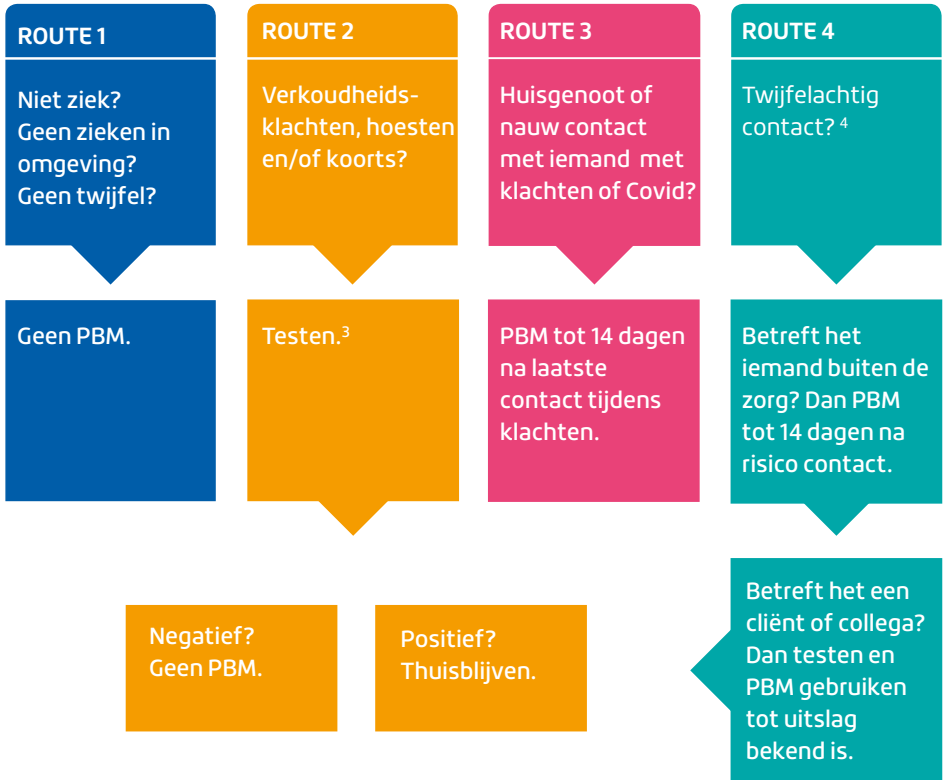 ROUTE 1
Niet ziek?
Geen zieken in
omgeving?
Geen twijfel?
Geen PBM.
ROUTE 2
Verkoudheids-
klachten, hoesten
en/of koorts?
Testen.³
Negatief?
Geen PBM.
Positief?
Thuisblijven.
ROUTE 3
Huisgenoot of
nauw contact
met iemand met
klachten of Covid?
PBM tot 14 dagen
na laatste
contact tijdens
klachten.
ROUTE 4
Twijfelachtig
contact? ⁴
Betreft het
iemand buiten de
zorg? Dan PBM
tot 14 dagen na
risico contact.
Betreft het een
cliënt of collega?
Dan testen en
PBM gebruiken
tot uitslag
bekend is.